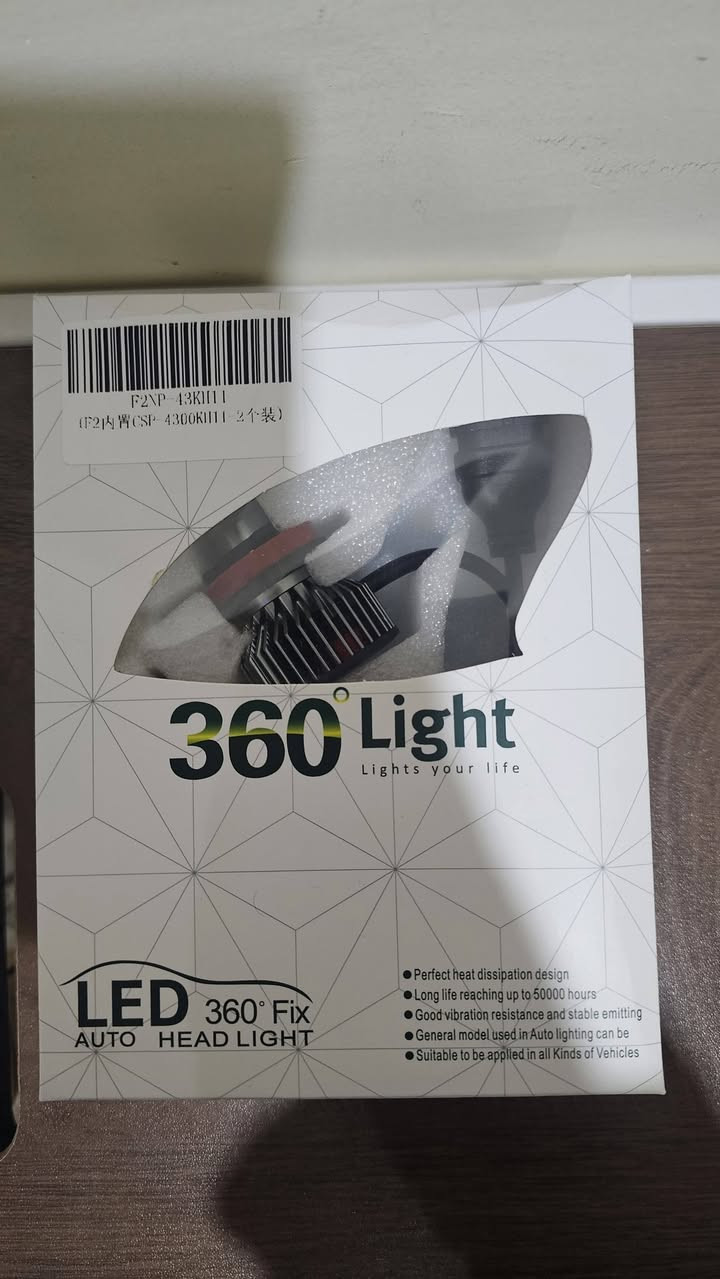 F2NP-43KH11
(F2内置CSP-4300KH11-2个装)
360° Light
Lights your life
LED 360° Fix
AUTO HEAD LIGHT
●Perfect heat dissipation design
●Long life reaching up to 50000 hours
●Good vibration resistance and stable emitting
●General model used in Auto lighting can be
●Suitable to be applied in all Kinds of Vehicles